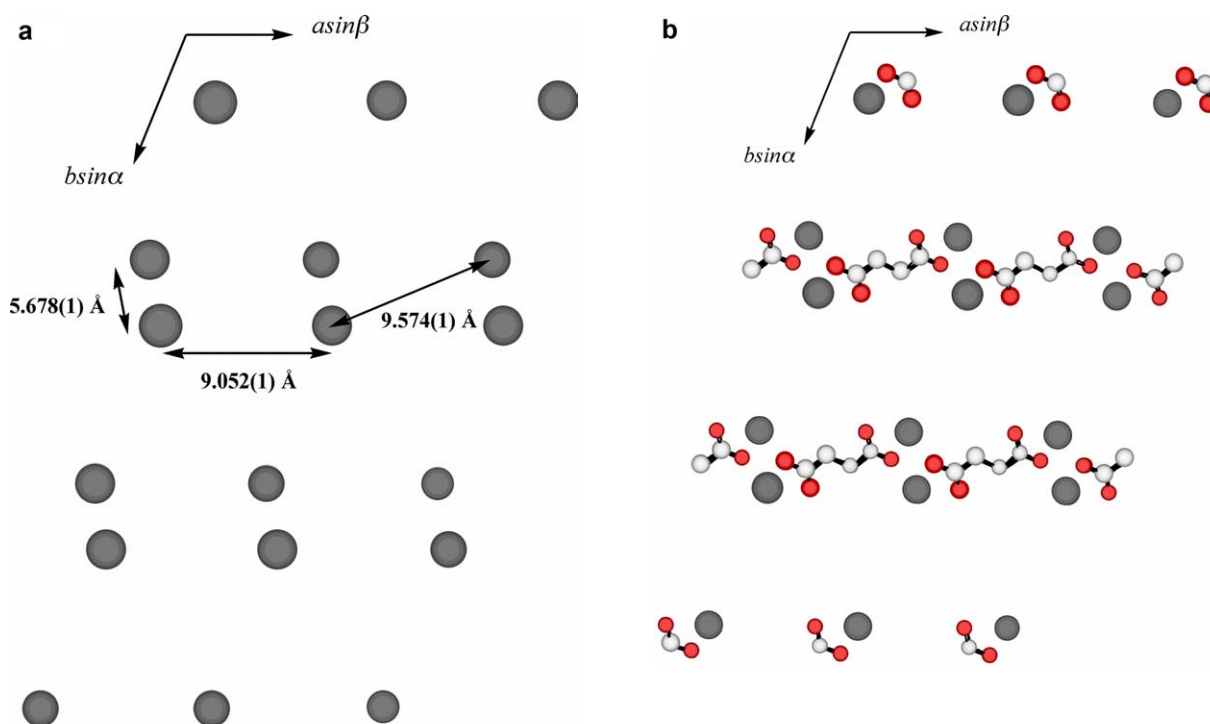 a
asinβ
bsinα
5.678(1) Å
9.574(1) Å
9.052(1) Å
b
asinβ
bsinα